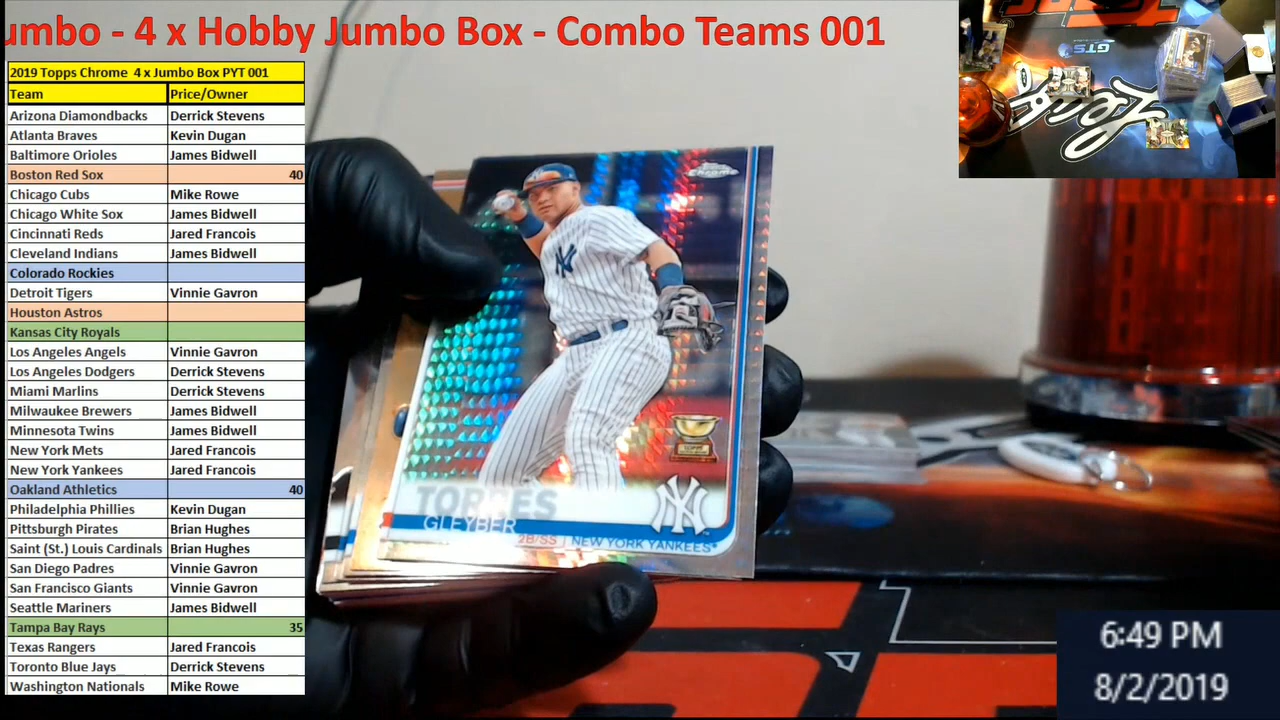 umbo - 4 x Hobby Jumbo Box - Combo Teams 001
2019 Topps Chrome 4 x Jumbo Box PYT 001
Team Price/Owner
Arizona Diamondbacks Derrick Stevens
Atlanta Braves Kevin Dugan
Baltimore Orioles James Bidwell
Boston Red Sox 40
Chicago Cubs Mike Rowe
Chicago White Sox James Bidwell
Cincinnati Reds Jared Francois
Cleveland Indians James Bidwell
Colorado Rockies
Detroit Tigers Vinnie Gavron
Houston Astros
Kansas City Royals
Los Angeles Angels Vinnie Gavron
Los Angeles Dodgers Derrick Stevens
Miami Marlins Derrick Stevens
Milwaukee Brewers James Bidwell
Minnesota Twins James Bidwell
New York Mets Jared Francois
New York Yankees Jared Francois
Oakland Athletics 40
Philadelphia Phillies Kevin Dugan
Pittsburgh Pirates Brian Hughes
Saint (St.) Louis Cardinals Brian Hughes
San Diego Padres Vinnie Gavron
San Francisco Giants Vinnie Gavron
Seattle Mariners James Bidwell
Tampa Bay Rays 35
Texas Rangers Jared Francois
Toronto Blue Jays Derrick Stevens
Washington Nationals Mike Rowe
Topps Chrome
NY
TORRES
GLEYBER
2B/SS NEW YORK YANKEES
NY
GTS
6:49 PM
8/2/2019